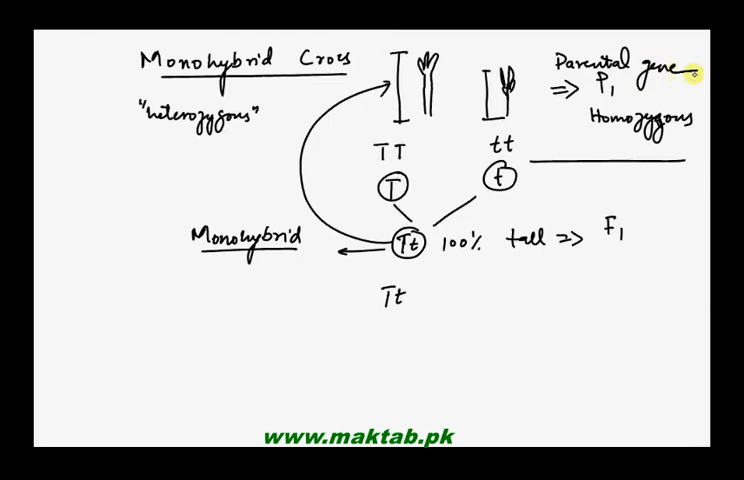 Monohybrid Cross
"heterozygous"
Parental gene
=> P1
Homozygous
TT
tt
T
t
Monohybrid
Tt
100% tall => F1
Tt
www.maktab.pk